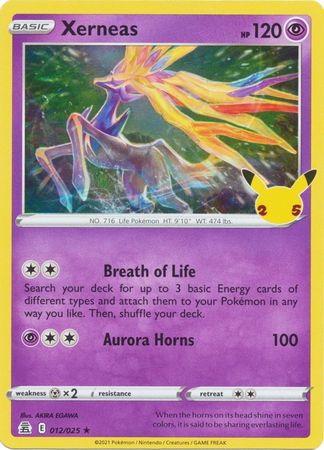 BASIC Xerneas HP 120
25
NO. 716 Life Pokémon HT. 9'10" WT. 474 lbs.
Breath of Life
Search your deck for up to 3 basic Energy cards of
different types and attach them to your Pokémon in
any way you like. Then, shuffle your deck.
Aurora Horns 100
weakness ×2 resistance retreat
Illus. AKIRA EGAWA
E 012/025 ★
When the horns on its head shine in seven
colors, it is said to be sharing everlasting life.
©2021 Pokémon / Nintendo / Creatures / GAME FREAK